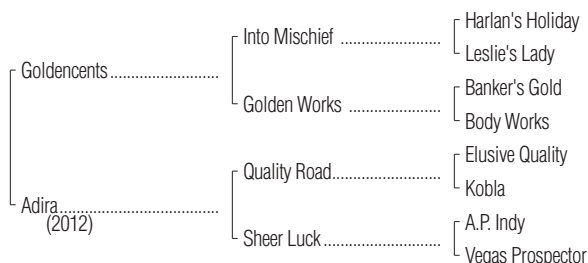 Harlan's Holiday
Into Mischief ........................
Leslie's Lady
Goldencents ..........................
Banker's Gold
Golden Works ......................
Body Works
Elusive Quality
Quality Road........................
Kobla
Adira....................................
(2012)
A.P. Indy
Sheer Luck..........................
Vegas Prospector